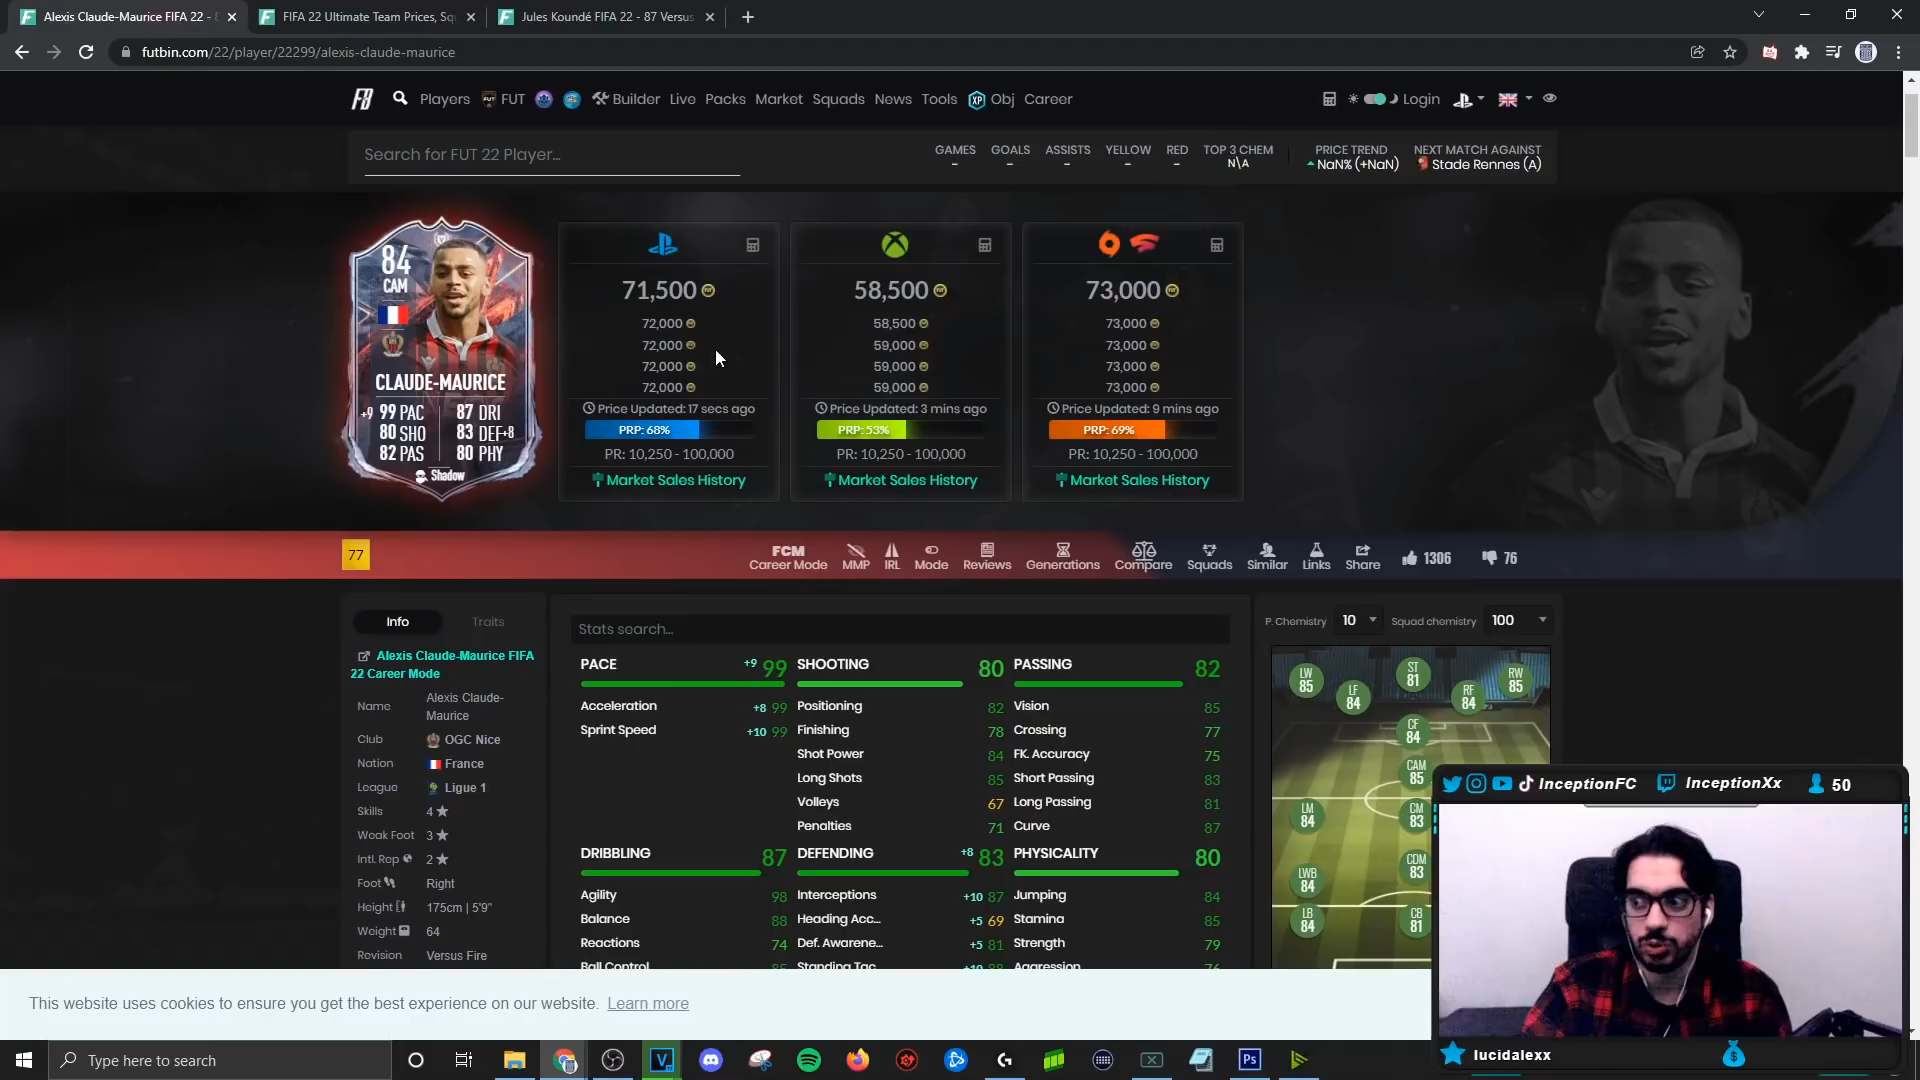 Alexis Claude-Maurice FIFA 22 - 8
FIFA 22 Ultimate Team Prices, Sq
Jules Koundé FIFA 22 - 87 Versus
futbin.com/22/player/22299/alexis-claude-maurice
Players FUT Builder Live Packs Market Squads News Tools XP Obj Career Login
Search for FUT 22 Player...
GAMES GOALS ASSISTS YELLOW RED TOP 3 CHEM PRICE TREND NEXT MATCH AGAINST
- - - - - N\A NaN% (+NaN) Stade Rennes (A)
84
CAM
CLAUDE-MAURICE
+9 99 PAC 87 DRI
80 SHO 83 DEF+8
82 PAS 80 PHY
Shadow
71,500 58,500 73,000
72,000 58,500 73,000
72,000 59,000 73,000
72,000 59,000 73,000
72,000 59,000 73,000
Price Updated: 17 secs ago Price Updated: 3 mins ago Price Updated: 9 mins ago
PRP: 68% PRP: 53% PRP: 69%
PR: 10,250 - 100,000 PR: 10,250 - 100,000 PR: 10,250 - 100,000
Market Sales History Market Sales History Market Sales History
77
FCM
Career Mode MMP IRL Mode Reviews Generations Compare Squads Similar Links Share 1306 76
Info Traits
Alexis Claude-Maurice FIFA
22 Career Mode
Name Alexis Claude-
Maurice
Club OGC Nice
Nation France
League Ligue 1
Skills 4
Weak Foot 3
Intl. Rep 2
Foot Right
Height 175cm | 5'9"
Weight 64
Revision Versus Fire
Stats search...
PACE +9 99 SHOOTING 80 PASSING 82
Acceleration +8 99 Positioning 82 Vision 85
Sprint Speed +10 99 Finishing 78 Crossing 77
Shot Power 84 FK. Accuracy 75
Long Shots 85 Short Passing 83
Volleys 67 Long Passing 81
Penalties 71 Curve 87
DRIBBLING 87 DEFENDING +8 83 PHYSICALITY 80
Agility 98 Interceptions +10 87 Jumping 84
Balance 88 Heading Acc... +5 69 Stamina 85
Reactions 74 Def. Awarene... +5 81 Strength 79
Ball Control Standing Tac Aggression
P. Chemistry 10 Squad chemistry 100
LW 85
ST 81
RW 85
LF 84
RF 84
CF 84
CAM 85
LM 84
CM 83
LWB 84
CDM 83
LB 84
CB 81
InceptionFC InceptionXx 50
lucidalexx
This website uses cookies to ensure you get the best experience on our website. Learn more
Type here to search
Ps